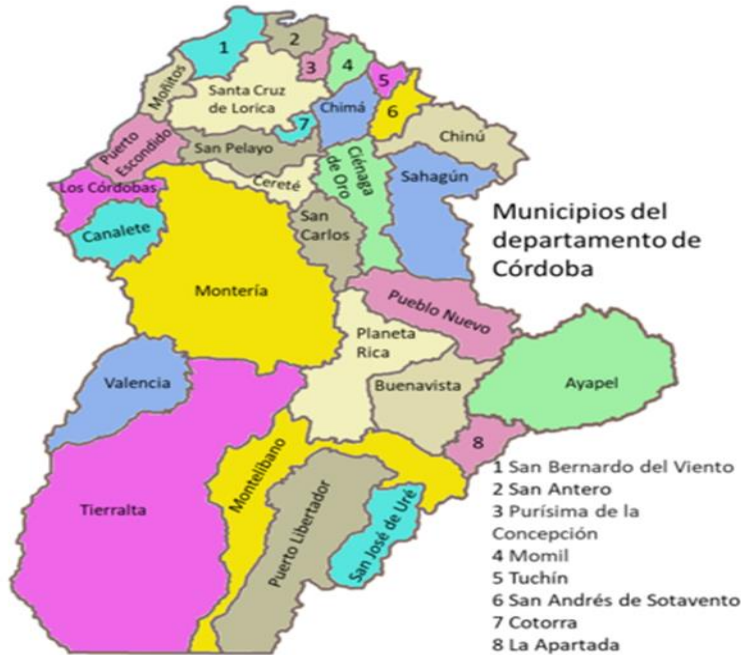 1
2
3
4
5
6
Moñitos
Santa Cruz
de Lorica
7
Chimá
Chinú
Puerto
Escondido
San Pelayo
Ciénaga
de Oro
Sahagún
Los Córdobas
Cereté
Canalete
San
Carlos
Municipios del
departamento de
Córdoba
Montería
Pueblo Nuevo
Planeta
Rica
Valencia
Buenavista
Ayapel
8
Montelíbano
Tierralta
Puerto Libertador
San José de Uré
1 San Bernardo del Viento
2 San Antero
3 Purísima de la
Concepción
4 Momil
5 Tuchín
6 San Andrés de Sotavento
7 Cotorra
8 La Apartada